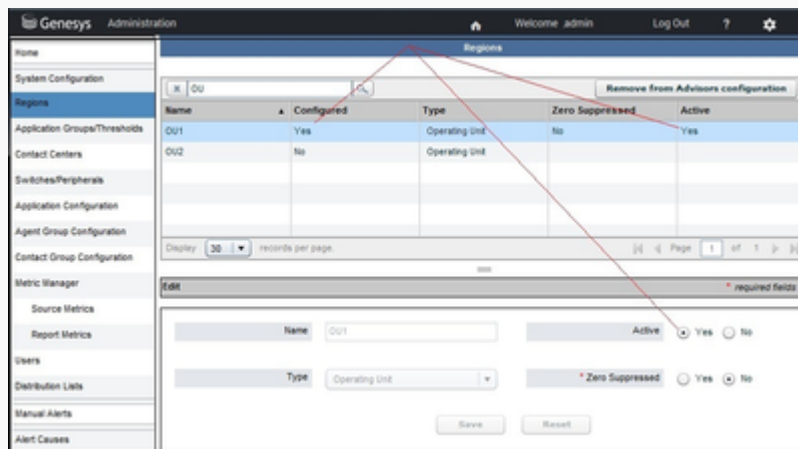 Genesys Administration Welcome admin Log Out ?
Home
System Configuration
Regions
Application Groups/Thresholds
Contact Centers
Switches/Peripherals
Application Configuration
Agent Group Configuration
Contact Group Configuration
Metric Manager
Source Metrics
Report Metrics
Users
Distribution Lists
Manual Alerts
Alert Causes
Regions
x OU Remove from Advisors configuration
Name Configured Type Zero Suppressed Active
OU1 Yes Operating Unit No Yes
OU2 No Operating Unit
Display 30 records per page. Page 1 of 1
Edit * required fields
Name OU1 Active Yes No
Type Operating Unit * Zero Suppressed Yes No
Save Reset